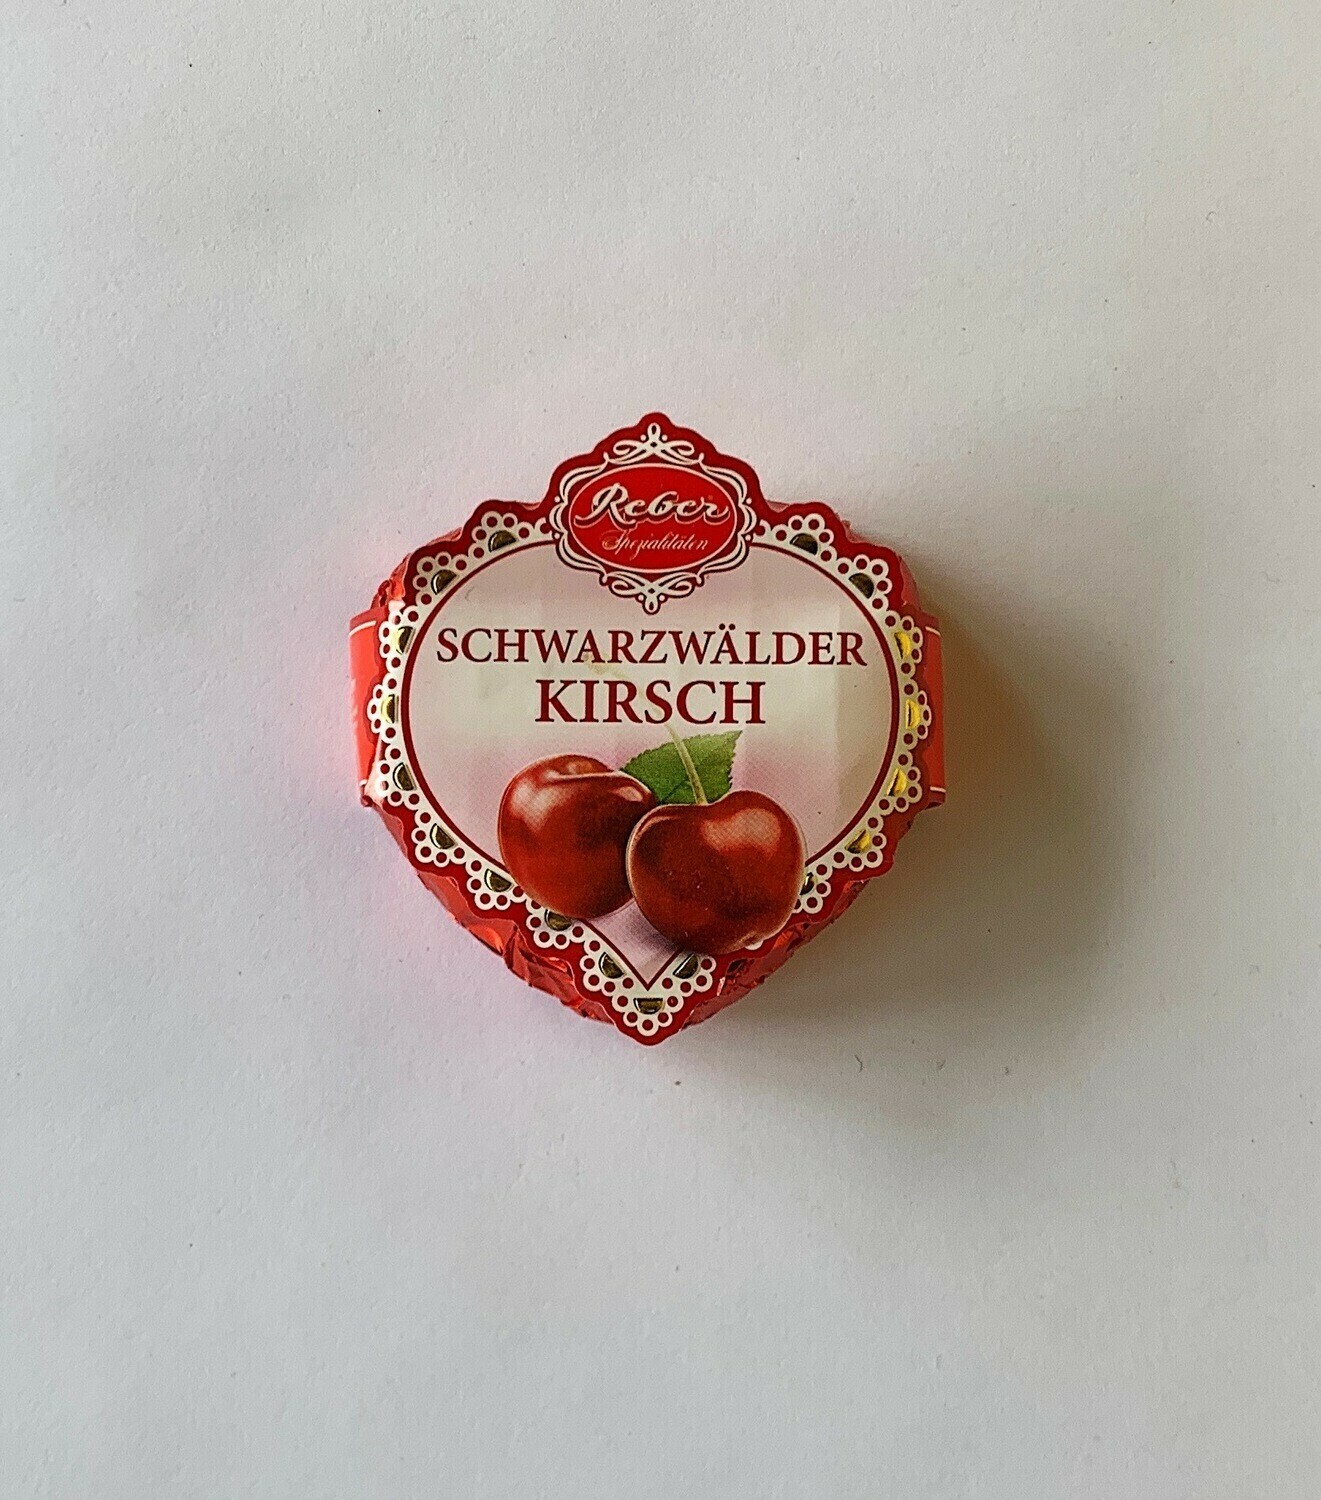 Reber
Spezialitäten
SCHWARZWÄLDER
KIRSCH